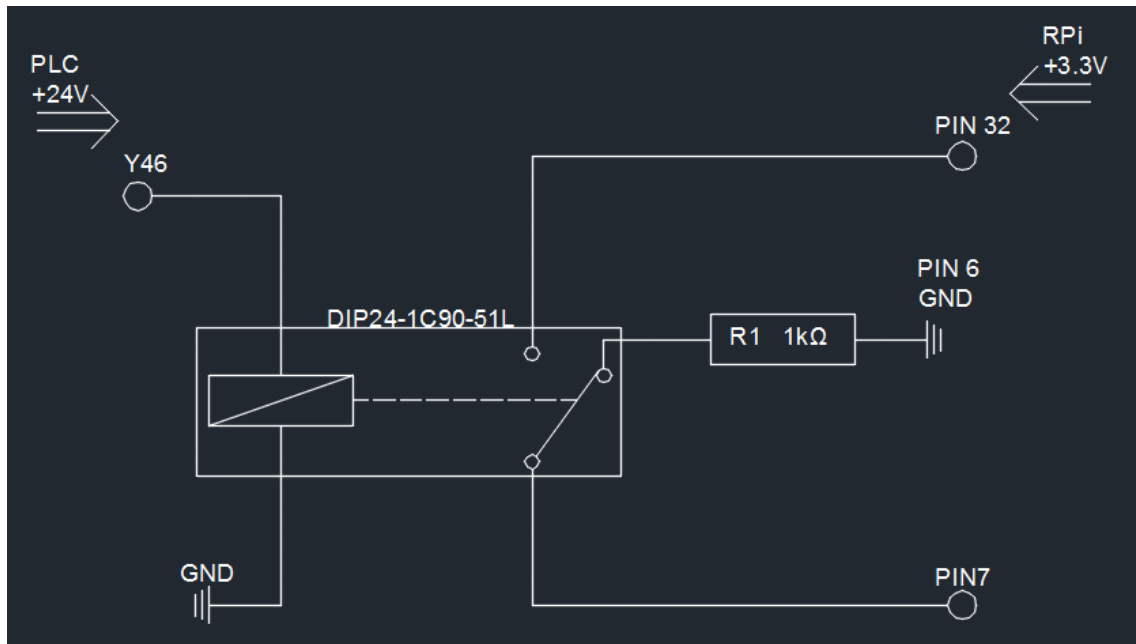 PLC
+24V
Y46
RPi
+3.3V
PIN 32
PIN 6
GND
DIP24-1C90-51L
R1 1kΩ
GND
PIN7